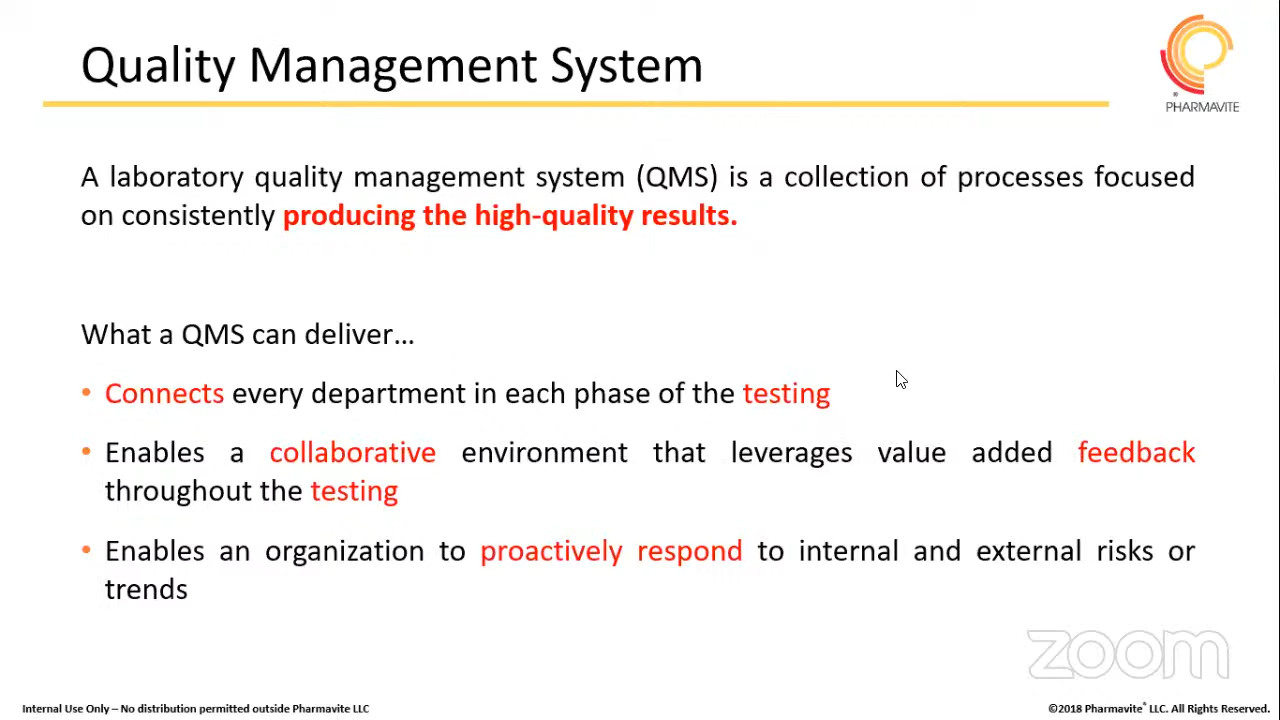 Quality Management System
PHARMAVITE
A laboratory quality management system (QMS) is a collection of processes focused
on consistently producing the high-quality results.
What a QMS can deliver...
• Connects every department in each phase of the testing
• Enables a collaborative environment that leverages value added feedback
throughout the testing
• Enables an organization to proactively respond to internal and external risks or
trends
zoom
Internal Use Only – No distribution permitted outside Pharmavite LLC
©2018 Pharmavite® LLC. All Rights Reserved.